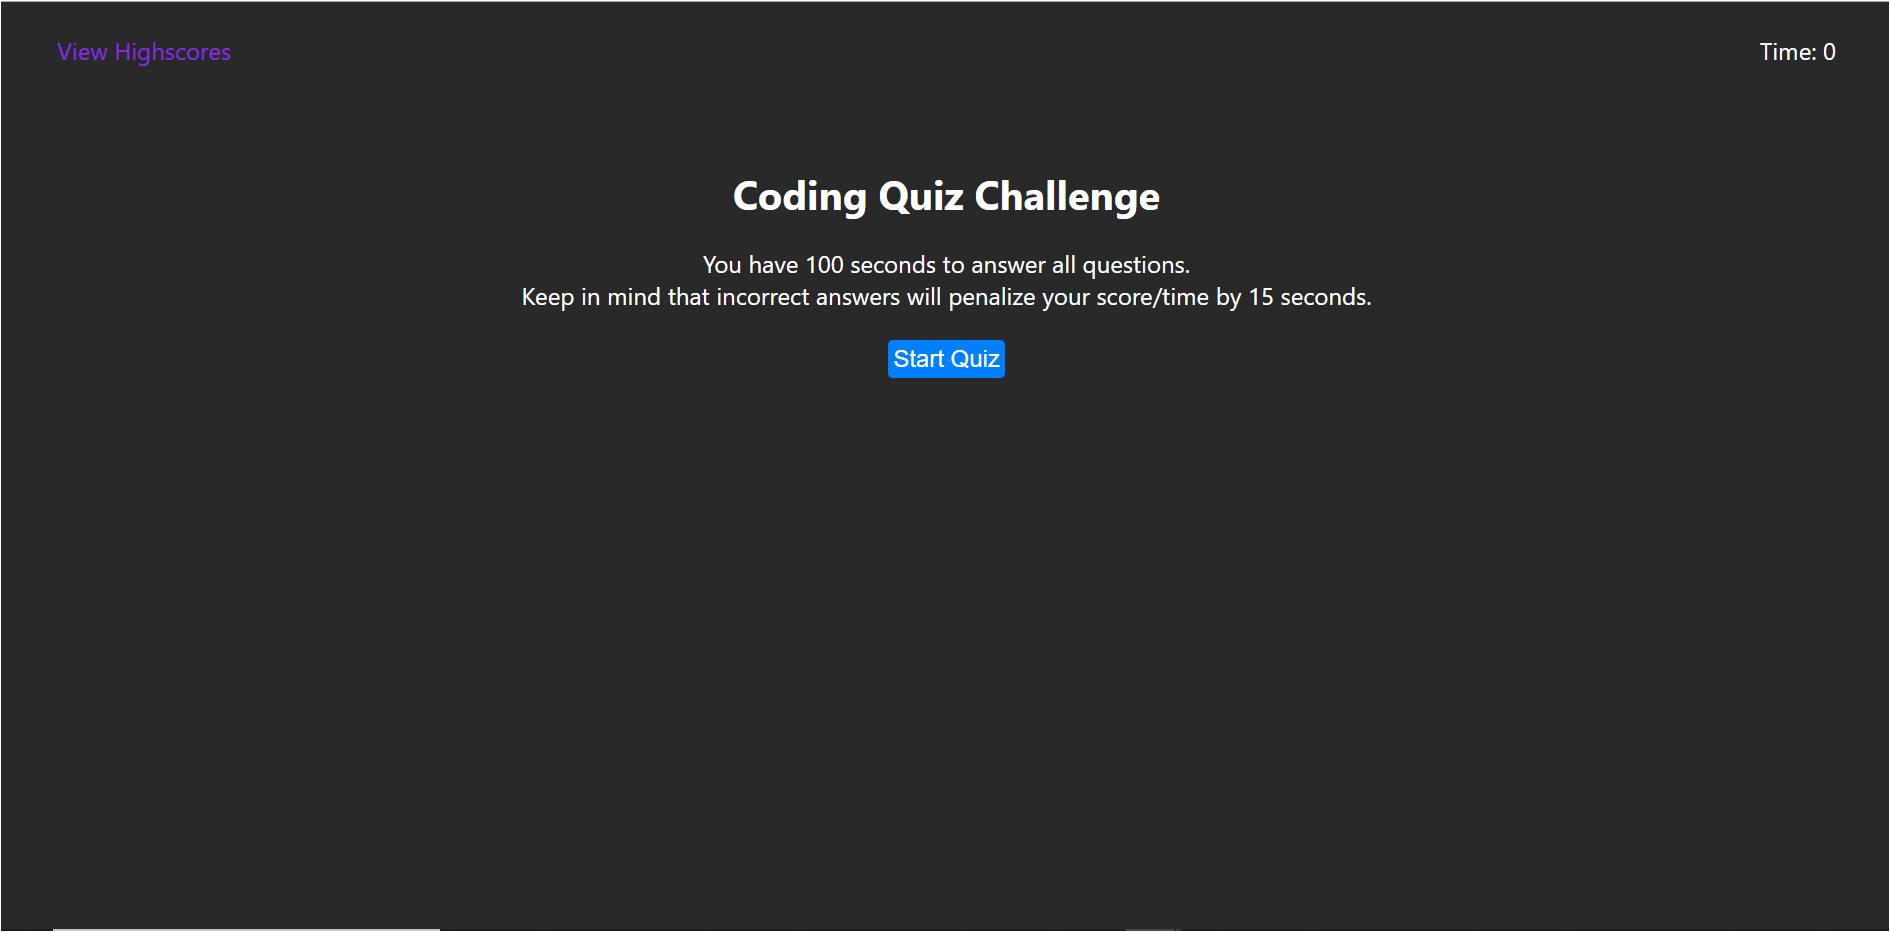 View Highscores
Time: 0
Coding Quiz Challenge
You have 100 seconds to answer all questions.
Keep in mind that incorrect answers will penalize your score/time by 15 seconds.
Start Quiz